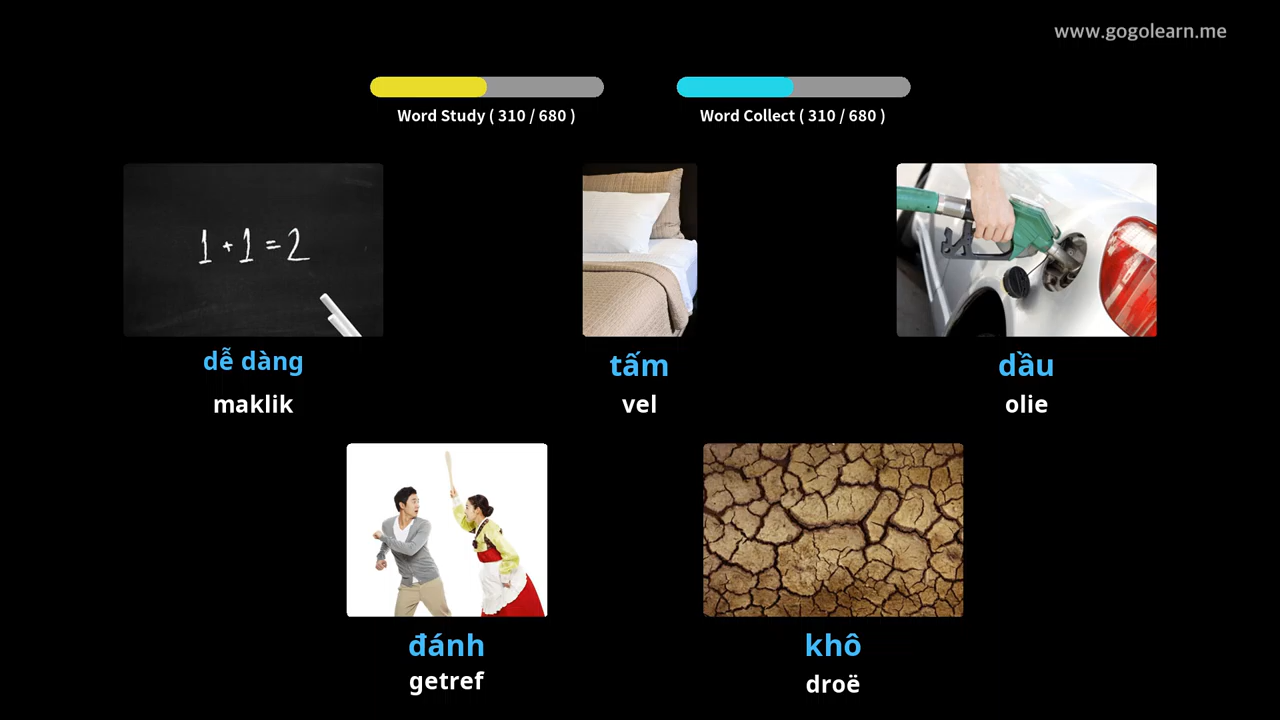 www.gogolearn.me
Word Study ( 310 / 680 )
Word Collect ( 310 / 680 )
1 + 1 = 2
dễ dàng
maklik
tấm
vel
dầu
olie
đánh
getref
khô
droë